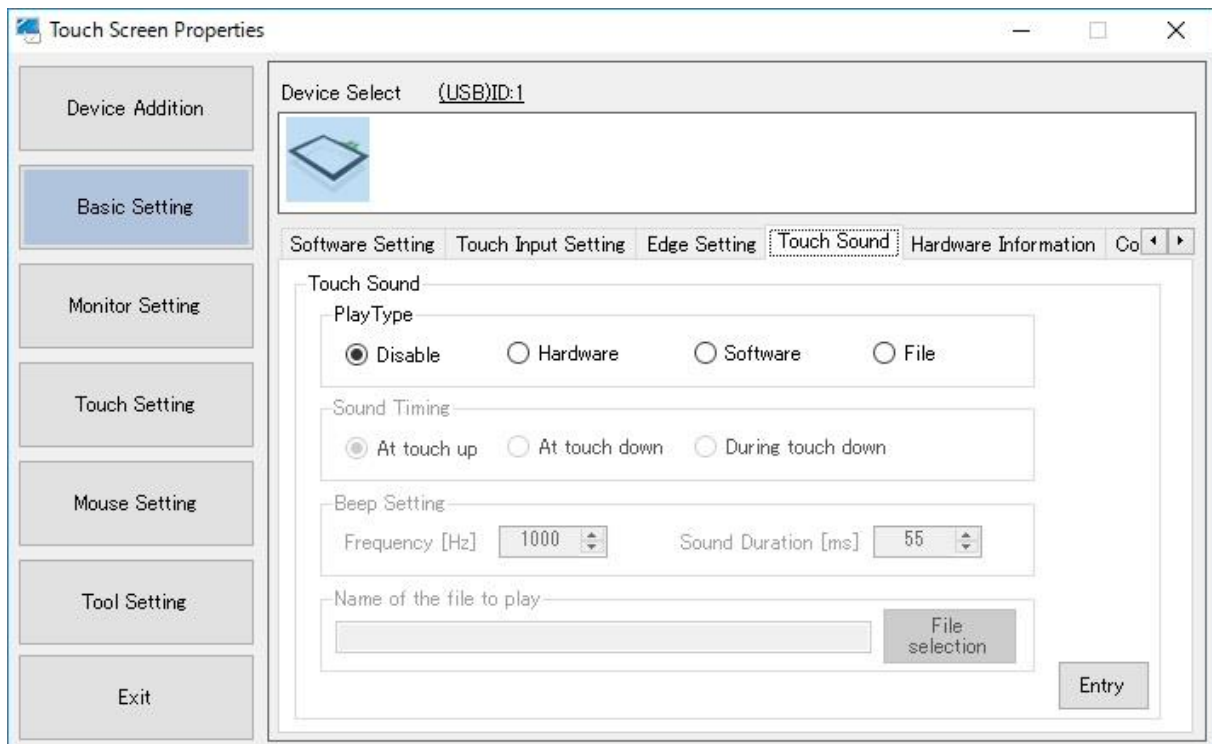 Touch Screen Properties
Device Addition
Basic Setting
Monitor Setting
Touch Setting
Mouse Setting
Tool Setting
Exit
Device Select (USB)ID:1
Software Setting Touch Input Setting Edge Setting Touch Sound Hardware Information Co
Touch Sound
PlayType
Disable Hardware Software File
Sound Timing
At touch up At touch down During touch down
Beep Setting
Frequency [Hz] 1000 Sound Duration [ms] 55
Name of the file to play
File
selection
Entry